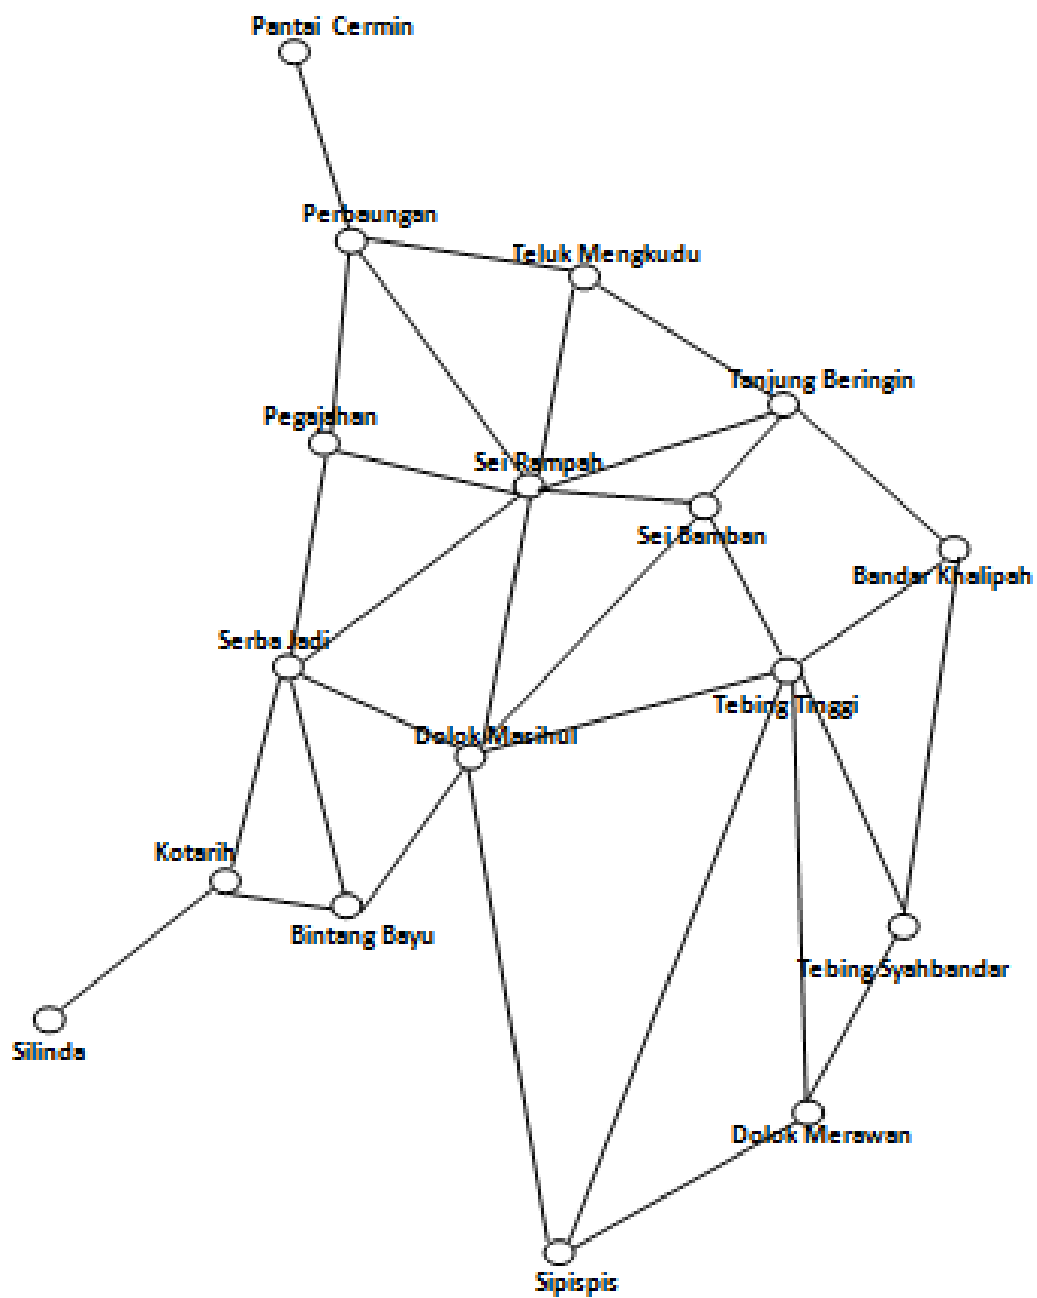 Pantai Cermin
Perbaungan
Teluk Mengkudu
Tanjung Beringin
Pegajahan
Sei Rampah
Sei Bamban
Bandar Khalipah
Serba Jadi
Tebing Tinggi
Dolok Masihul
Kotarih
Bintang Bayu
Tebing Syahbandar
Silinda
Dolok Merawan
Sipispis